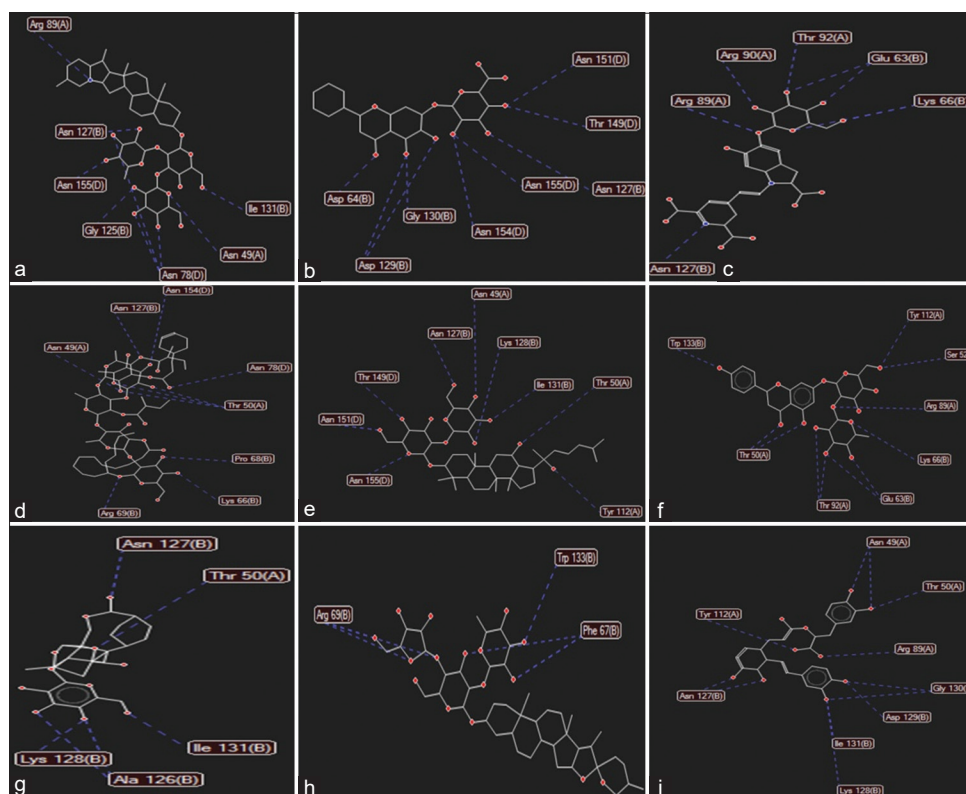 Arg 89(A)
Asn 127(B)
Asn 155(D)
Gly 125(B)
Ile 131(B)
Asn 49(A)
Asn 78(D)
a
Asn 151(D)
Thr 149(D)
Asp 64(B)
Gly 130(B)
Asn 155(D)
Asn 127(B)
Asn 154(D)
Asp 129(B)
b
Thr 92(A)
Arg 90(A)
Glu 63(B)
Arg 89(A)
Lys 66(B
Asn 127(B)
c
Asn 154(D)
Asn 127(B)
Asn 49(A)
Asn 78(D)
Thr 50(A)
Pro 68(B)
Lys 66(B)
Arg 69(B)
d
Asn 49(A)
Asn 127(B)
Lys 128(B)
Thr 149(D)
Ile 131(B)
Thr 50(A)
Asn 151(D)
Asn 155(D)
Tyr 112(A)
e
Tyr 112(A)
Trp 133(B)
Ser 52
Arg 89(A)
Thr 50(A)
Lys 66(B)
Glu 63(B)
Thr 92(A)
f
Asn 127(B)
Thr 50(A)
Ile 131(B)
Lys 128(B)
Ala 126(B)
g
Trp 133(B)
Arg 69(B)
Phe 67(B)
h
Asn 49(A)
Thr 50(A)
Tyr 112(A)
Arg 89(A)
Asn 127(B)
Gly 130(
Asp 129(B)
Ile 131(B)
Lys 128(B)
i